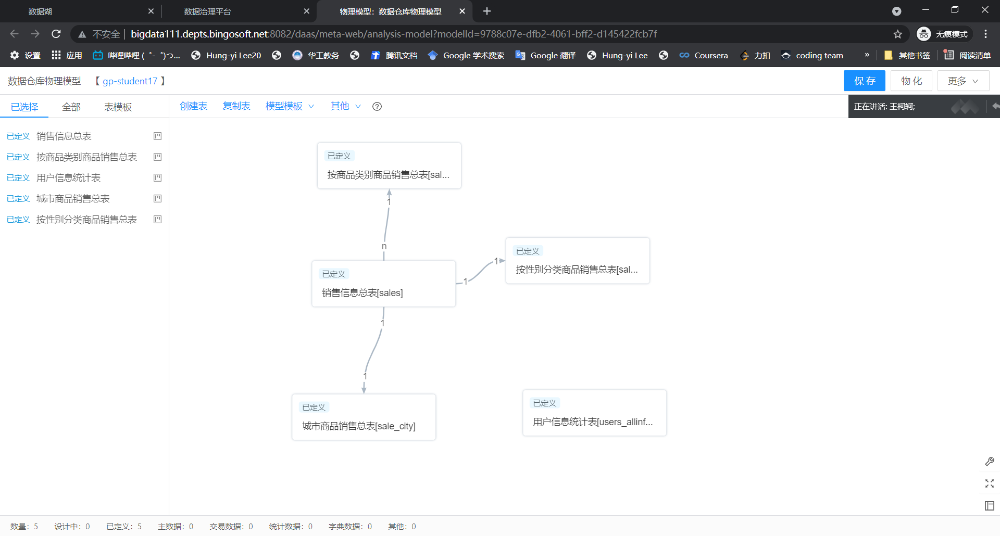 数据湖
数据治理平台
物理模型：数据仓库物理模型
不安全 | bigdata111.depts.bingosoft.net:8082/daas/meta-web/analysis-model?modelId=9788c07e-dfb2-4061-bff2-d145422fcb7f
无痕模式
设置
应用
哔哩哔哩 ( ゜- ゜)つ...
Hung-yi Lee20
华工教务
腾讯文档
Google 学术搜索
Google 翻译
Hung-yi Lee
Coursera
力扣
coding team
»
其他书签
阅读清单
数据仓库物理模型 【 gp-student17 】
保 存
物 化
更多
已选择
全部
表模板
创建表
复制表
模型模板
其他
正在讲话: 王柯轲;
已定义 销售信息总表
已定义 按商品类别商品销售总表
已定义 用户信息统计表
已定义 城市商品销售总表
已定义 按性别分类商品销售总表
已定义
按商品类别商品销售总表[sal...
1
n
已定义
按性别分类商品销售总表[sal...
1
1
已定义
销售信息总表[sales]
1
1
已定义
城市商品销售总表[sale_city]
已定义
用户信息统计表[users_allinf...
数量：5 设计中：0 已定义：5 主数据：0 交易数据：0 统计数据：0 字典数据：0 其他：0